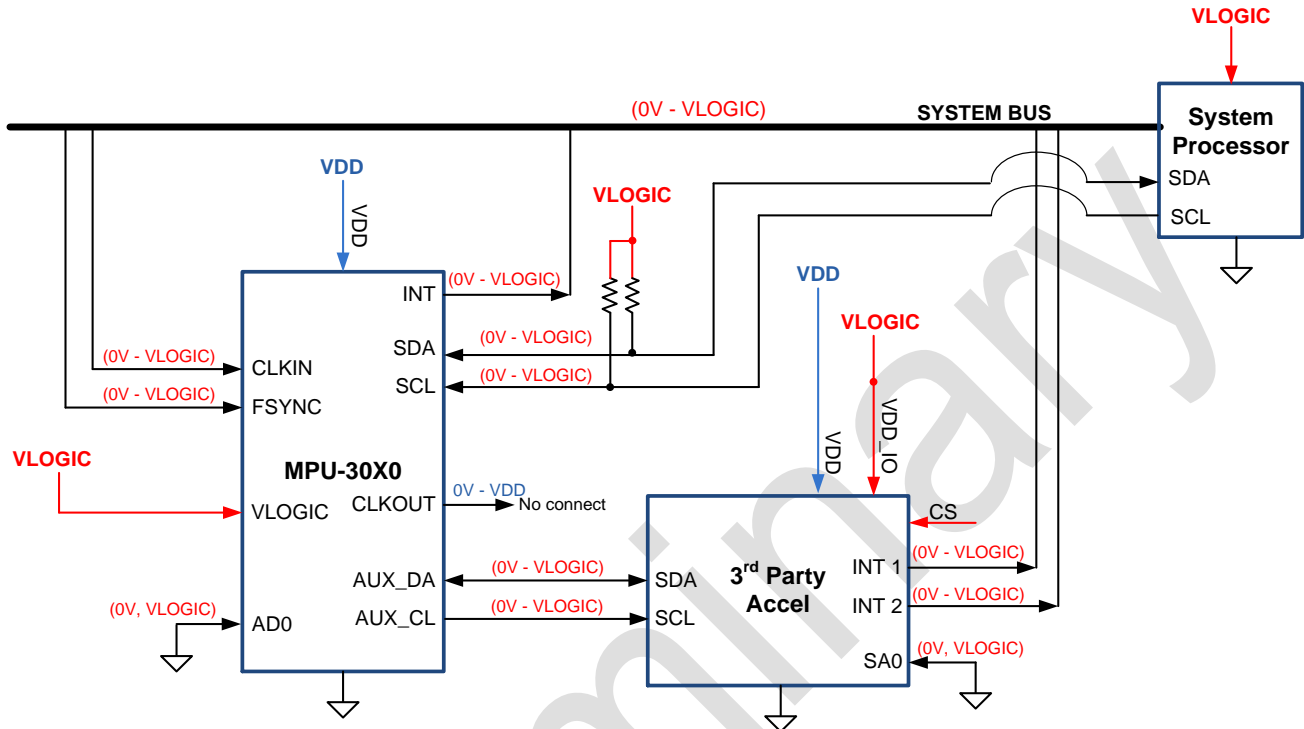 VLOGIC
(0V - VLOGIC)
SYSTEM BUS
System
Processor
SDA
SCL
VDD
VDD
VLOGIC
INT
(0V - VLOGIC)
SDA
(0V - VLOGIC)
SCL
(0V - VLOGIC)
(0V - VLOGIC)
CLKIN
(0V - VLOGIC)
FSYNC
MPU-30X0
VLOGIC
VLOGIC
CLKOUT
0V - VDD
No connect
AUX_DA
(0V - VLOGIC)
AUX_CL
(0V - VLOGIC)
(0V, VLOGIC)
AD0
VDD
VLOGIC
VDD
VDD_IO
CS
SDA
SCL
3rd Party
Accel
INT 1
(0V - VLOGIC)
INT 2
(0V - VLOGIC)
SA0
(0V, VLOGIC)
minary